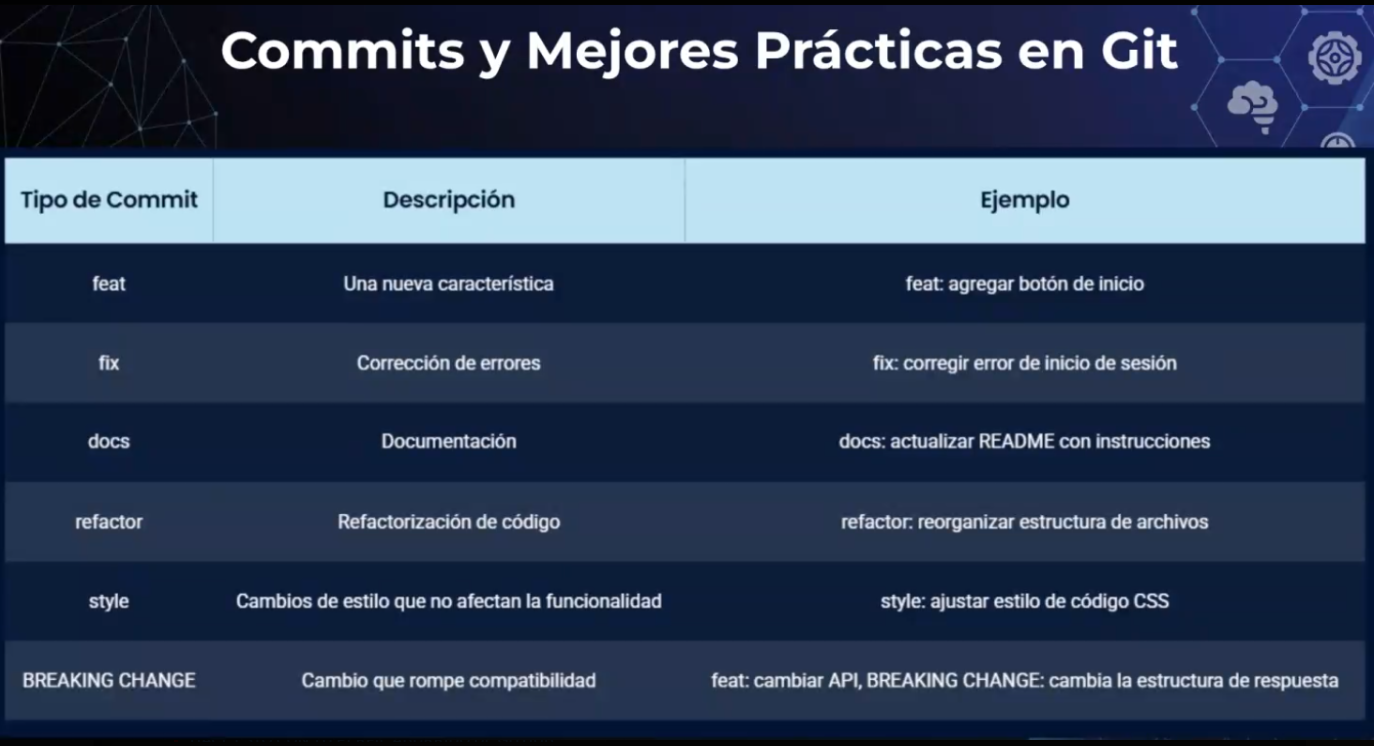 Commits y Mejores Prácticas en Git
Tipo de Commit Descripción Ejemplo
feat Una nueva característica feat: agregar botón de inicio
fix Corrección de errores fix: corregir error de inicio de sesión
docs Documentación docs: actualizar README con instrucciones
refactor Refactorización de código refactor: reorganizar estructura de archivos
style Cambios de estilo que no afectan la funcionalidad style: ajustar estilo de código CSS
BREAKING CHANGE Cambio que rompe compatibilidad feat: cambiar API, BREAKING CHANGE: cambia la estructura de respuesta